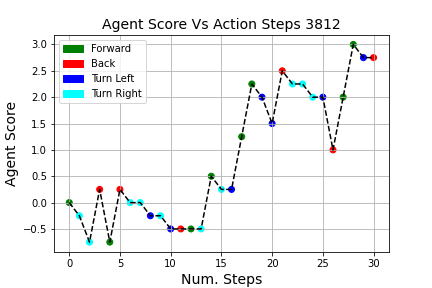 Agent Score Vs Action Steps 3812
Forward
Back
Turn Left
Turn Right
Agent Score
3.0
2.5
2.0
1.5
1.0
0.5
0.0
−0.5
0 5 10 15 20 25 30
Num. Steps